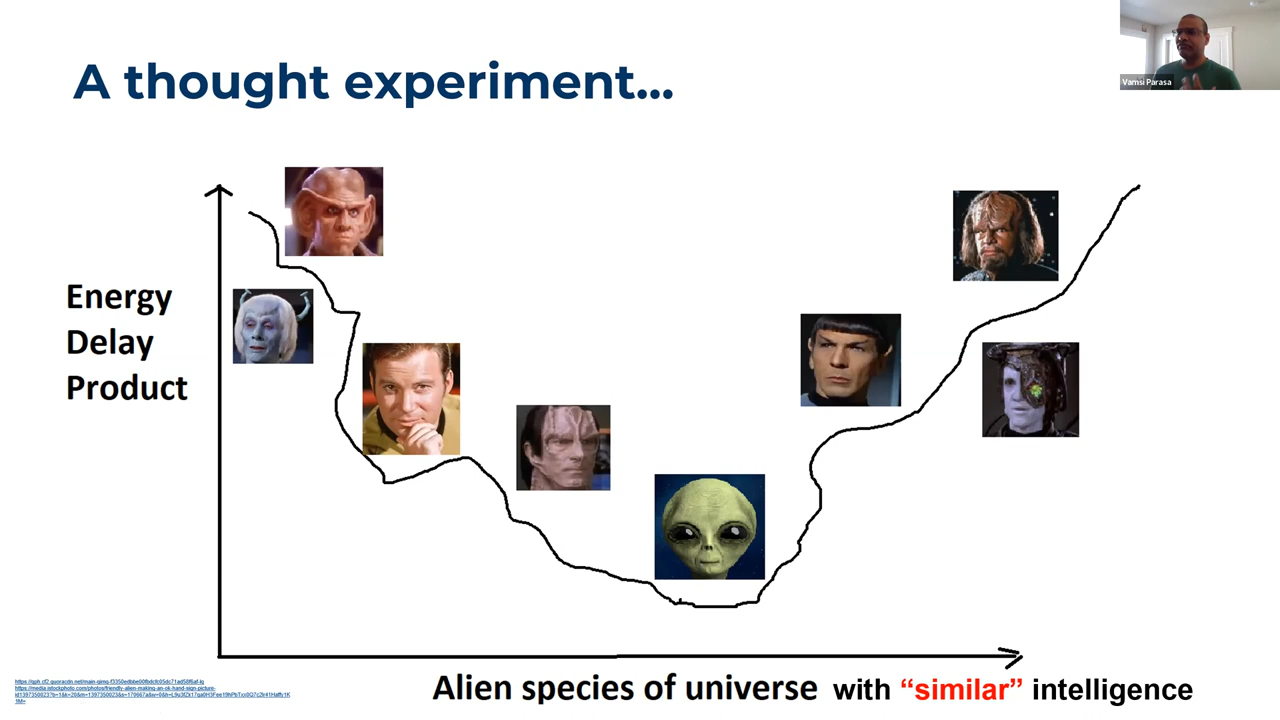 Vamsi Parasa
A thought experiment...
Energy
Delay
Product
Alien species of universe with “similar” intelligence